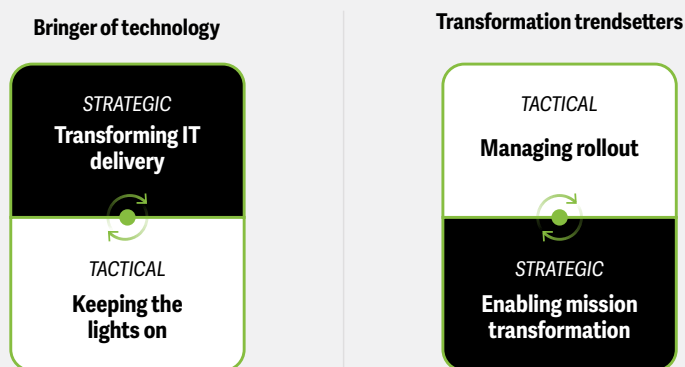 Bringer of technology
STRATEGIC
Transforming IT
delivery
TACTICAL
Keeping the
lights on
Transformation trendsetters
TACTICAL
Managing rollout
STRATEGIC
Enabling mission
transformation